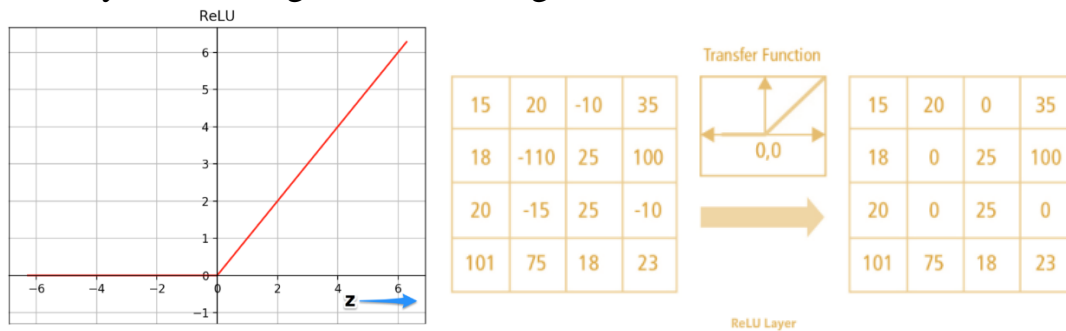 ReLU
6
5
4
3
2
1
0
−1
−6 −4 −2 0 2 4 6
z
15 20 -10 35
18 -110 25 100
20 -15 25 -10
101 75 18 23
Transfer Function
0,0
15 20 0 35
18 0 25 100
20 0 25 0
101 75 18 23
ReLU Layer